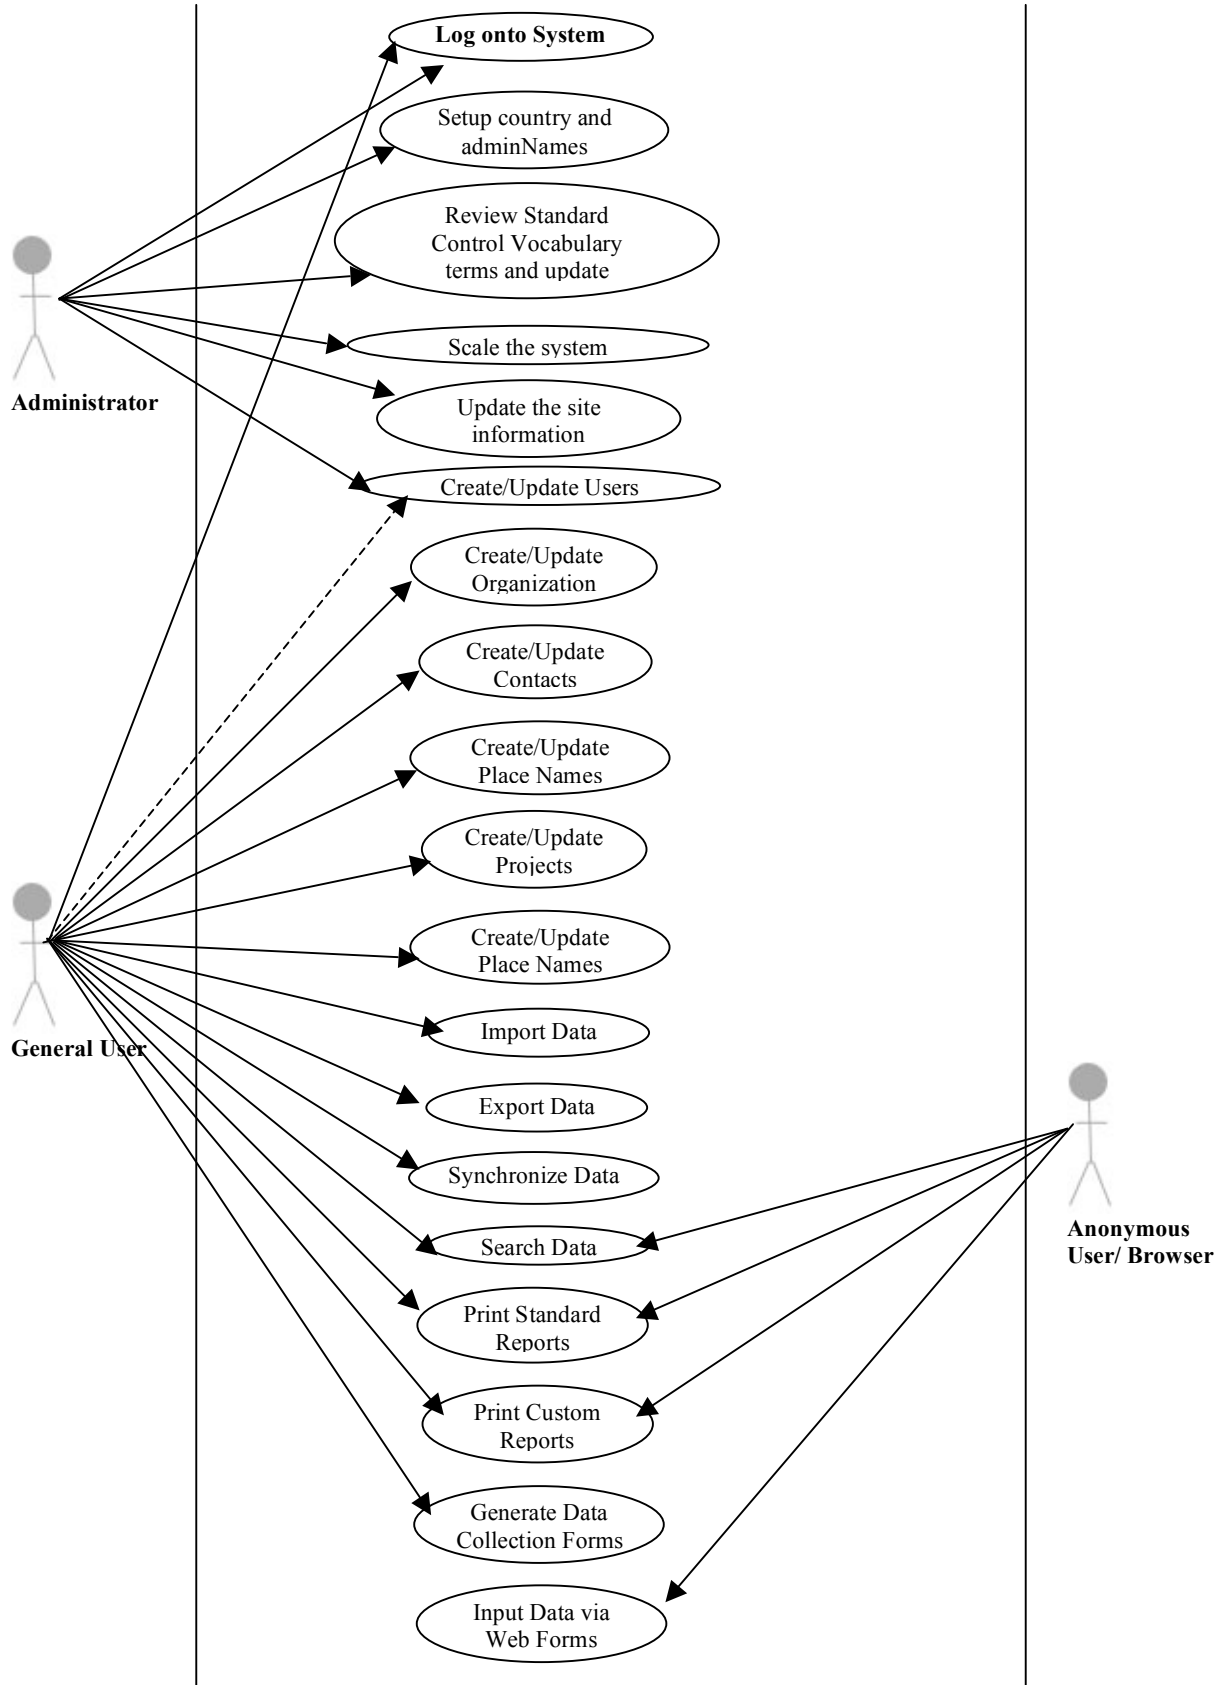 Log onto System
Setup country and
adminNames
Review Standard
Control Vocabulary
terms and update
Scale the system
Administrator
Update the site
information
Create/Update Users
Create/Update
Organization
Create/Update
Contacts
Create/Update
Place Names
Create/Update
Projects
Create/Update
Place Names
Import Data
General User
Export Data
Synchronize Data
Search Data
Anonymous
User/ Browser
Print Standard
Reports
Print Custom
Reports
Generate Data
Collection Forms
Input Data via
Web Forms